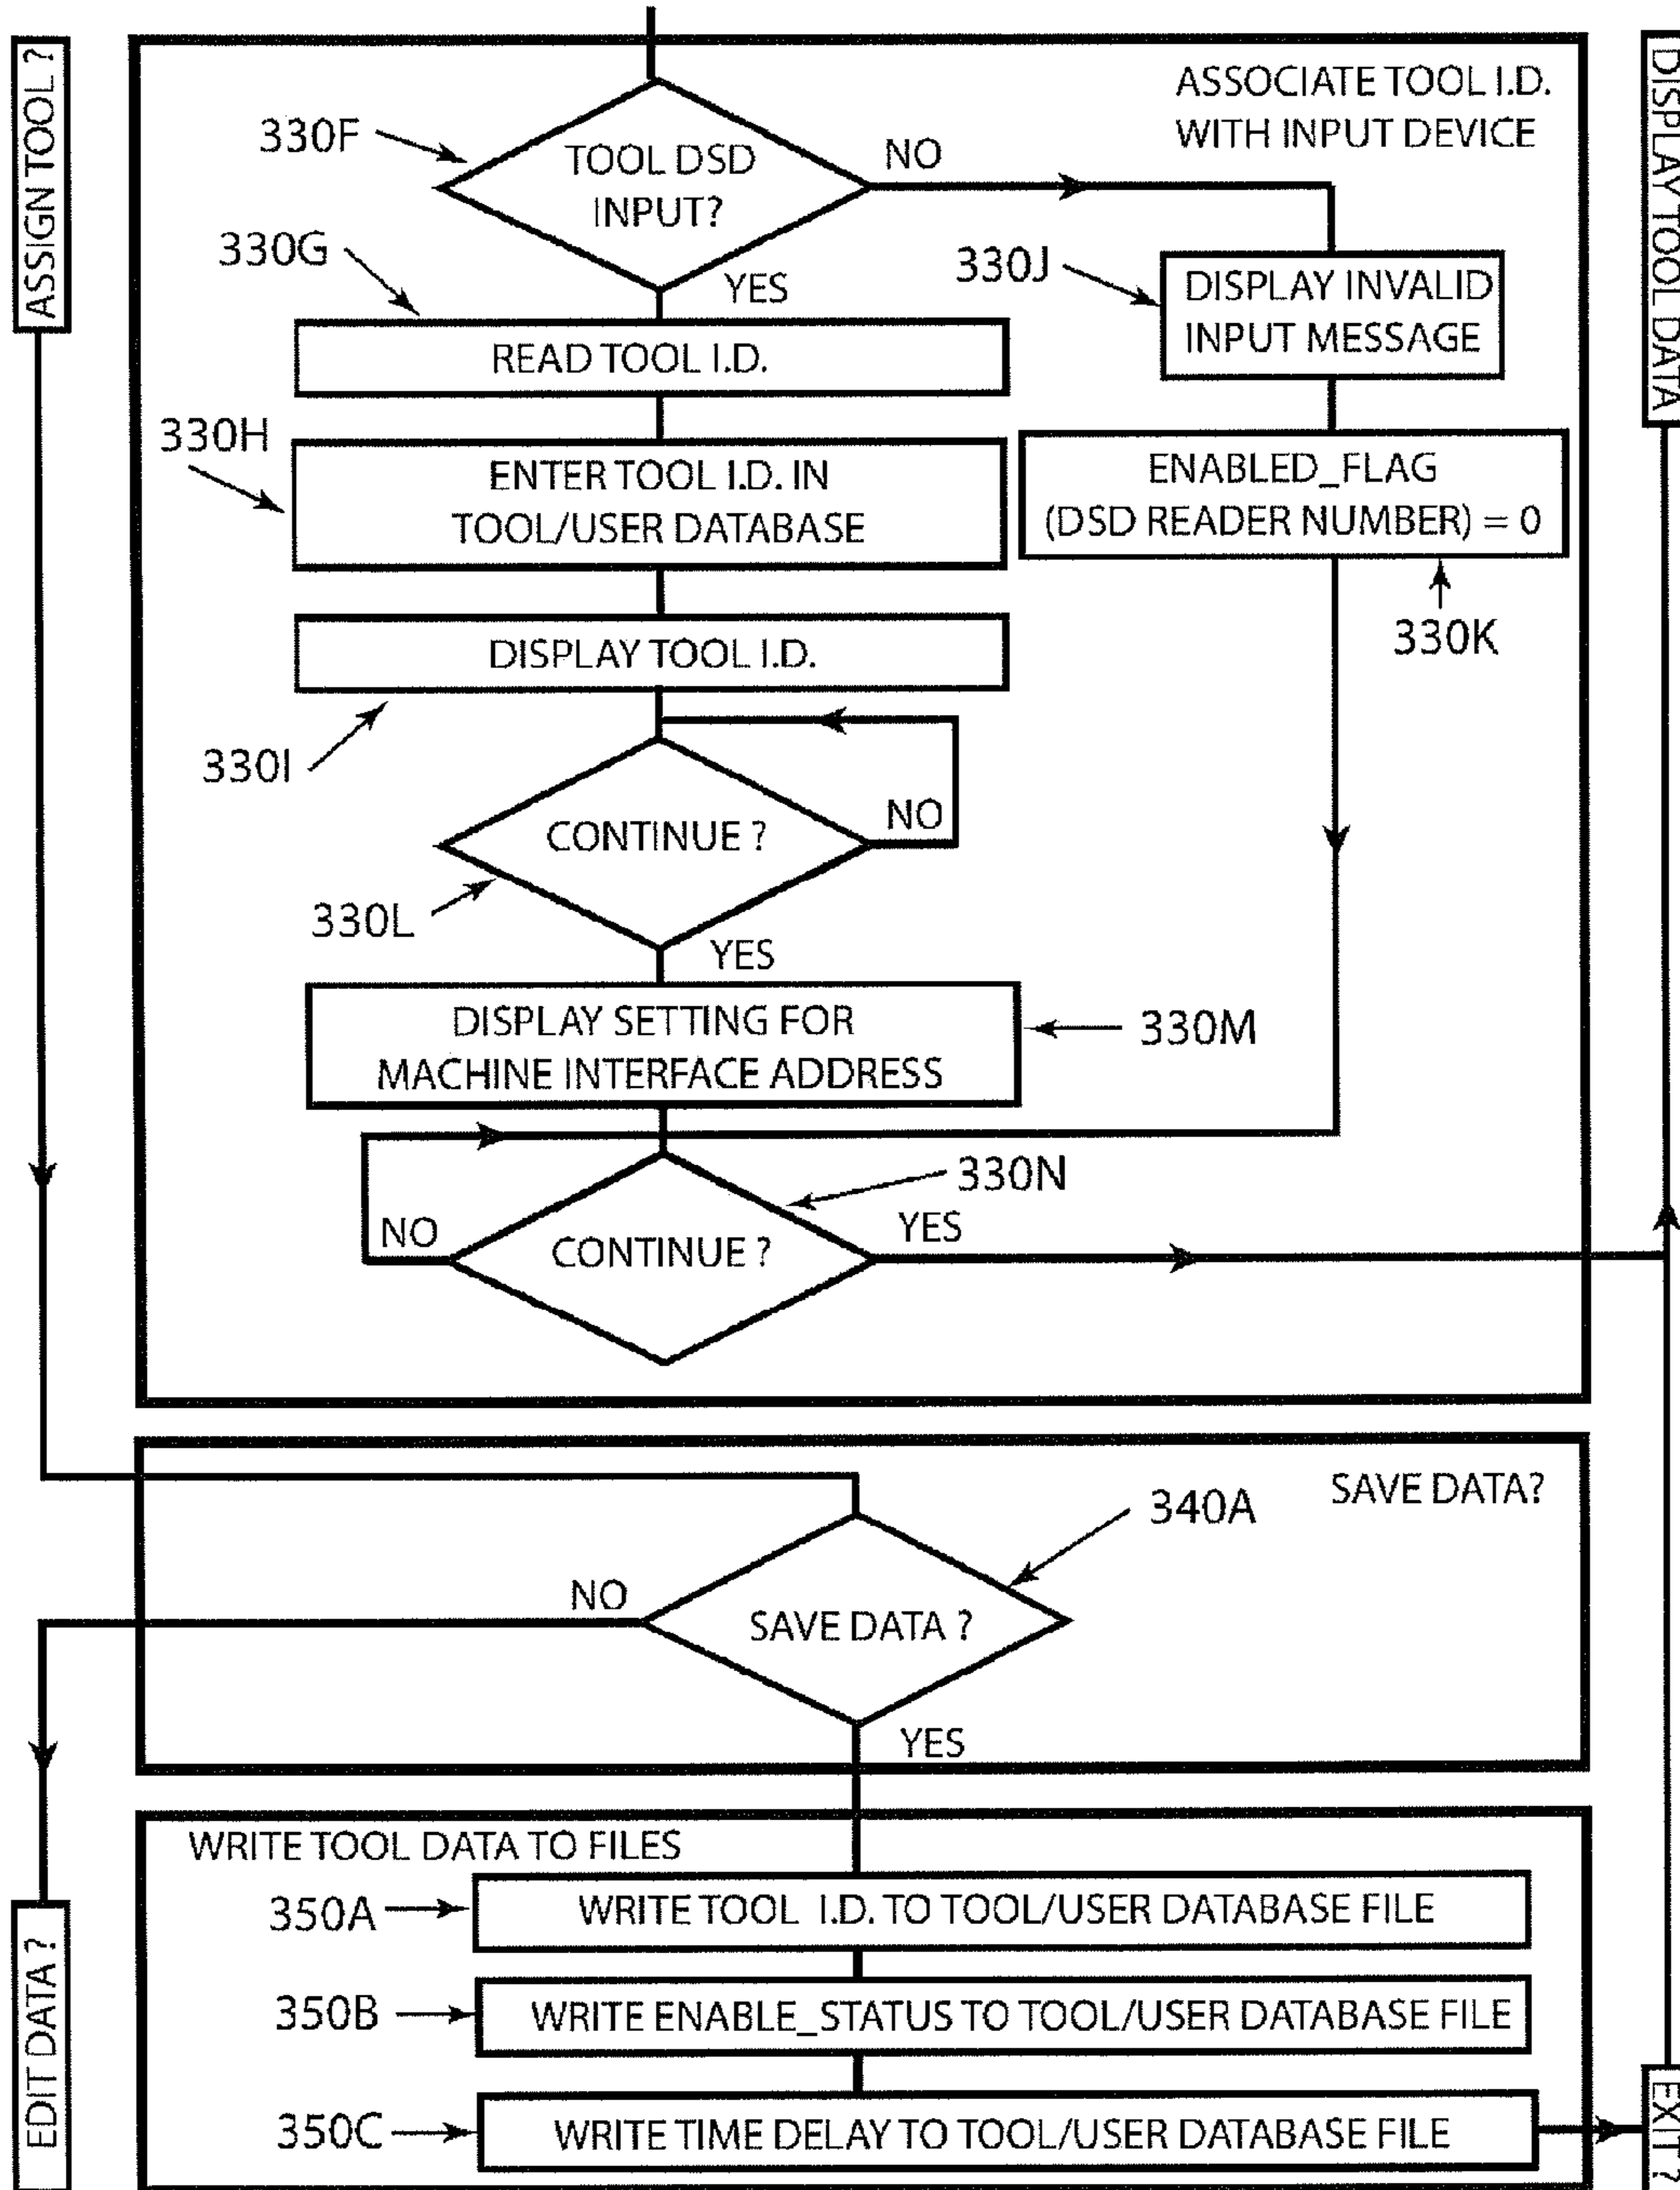 ASSIGN TOOL ?
DISPLAY TOOL DATA
ASSOCIATE TOOL I.D.
WITH INPUT DEVICE
330F
TOOL DSD
INPUT?
NO
YES
330G
READ TOOL I.D.
330J
DISPLAY INVALID
INPUT MESSAGE
330H
ENTER TOOL I.D. IN
TOOL/USER DATABASE
ENABLED_FLAG
(DSD READER NUMBER) = 0
330K
DISPLAY TOOL I.D.
330I
CONTINUE ?
NO
330L
YES
DISPLAY SETTING FOR
MACHINE INTERFACE ADDRESS
330M
330N
NO
CONTINUE ?
YES
SAVE DATA?
340A
NO
SAVE DATA ?
YES
WRITE TOOL DATA TO FILES
350A
WRITE TOOL I.D. TO TOOL/USER DATABASE FILE
350B
WRITE ENABLE_STATUS TO TOOL/USER DATABASE FILE
350C
WRITE TIME DELAY TO TOOL/USER DATABASE FILE
EDIT DATA ?
EXIT ?